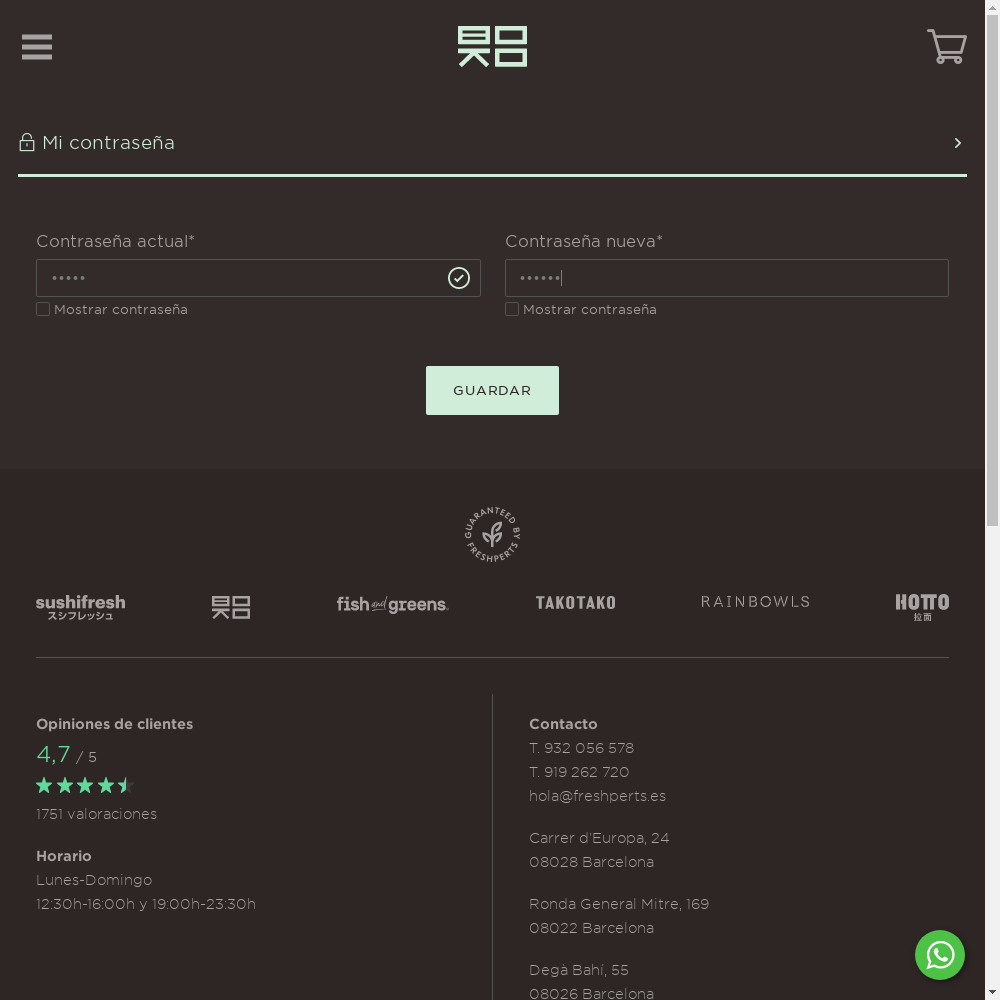 Mi contraseña
Contraseña actual*
•••••
Mostrar contraseña
Contraseña nueva*
••••••
Mostrar contraseña
GUARDAR
GUARANTEED BY
FRESHPERTS
sushifresh
スシフレッシュ
fish and greens.
TAKOTAKO
RAINBOWLS
HOTTO
拉面
Opiniones de clientes
4,7 / 5
1751 valoraciones
Horario
Lunes-Domingo
12:30h-16:00h y 19:00h-23:30h
Contacto
T. 932 056 578
T. 919 262 720
hola@freshperts.es
Carrer d'Europa, 24
08028 Barcelona
Ronda General Mitre, 169
08022 Barcelona
Degà Bahí, 55
08026 Barcelona